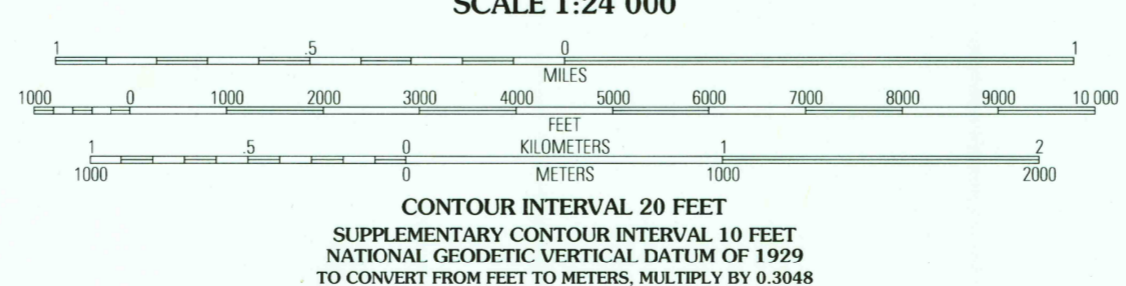 SCALE 1:24 000
1 .5 0 1
MILES
1000 0 1000 2000 3000 4000 5000 6000 7000 8000 9000 10 000
FEET
1 .5 0 KILOMETERS 1 2
1000 0 METERS 1000 2000
CONTOUR INTERVAL 20 FEET
SUPPLEMENTARY CONTOUR INTERVAL 10 FEET
NATIONAL GEODETIC VERTICAL DATUM OF 1929
TO CONVERT FROM FEET TO METERS, MULTIPLY BY 0.3048